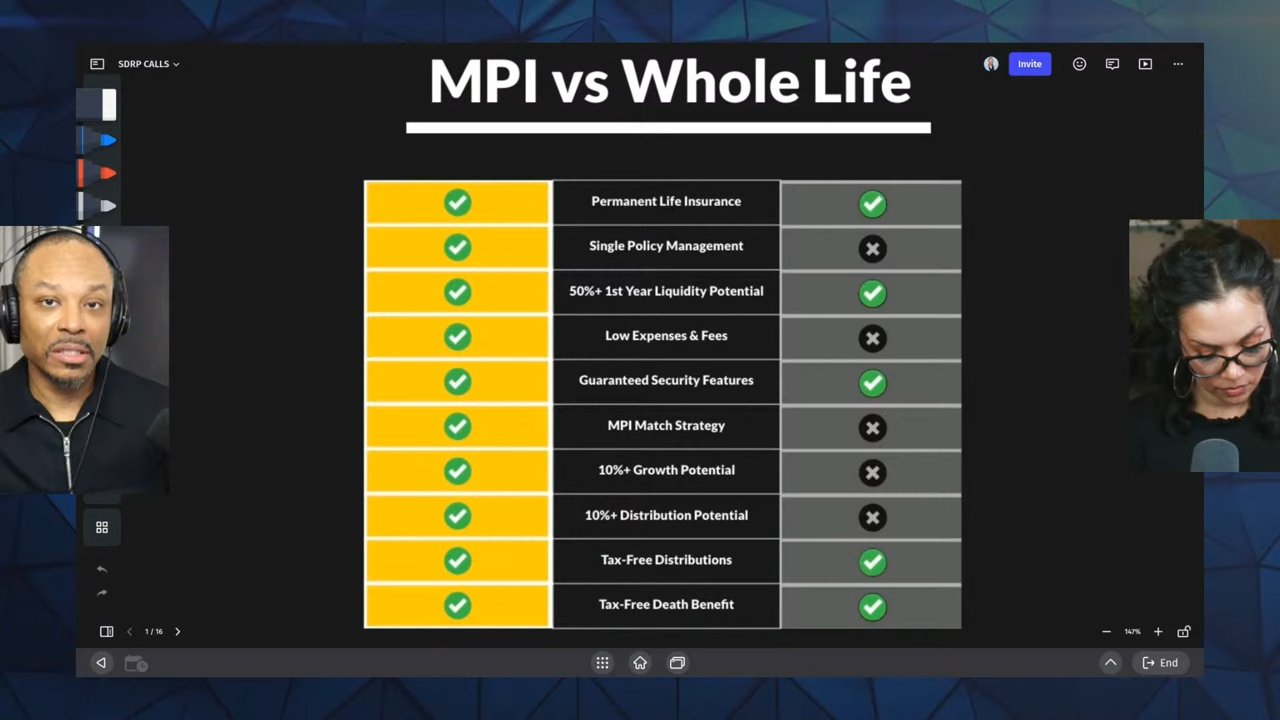 SDRP CALLS
Invite
MPI vs Whole Life
Permanent Life Insurance
Single Policy Management
50%+ 1st Year Liquidity Potential
Low Expenses & Fees
Guaranteed Security Features
MPI Match Strategy
10%+ Growth Potential
10%+ Distribution Potential
Tax-Free Distributions
Tax-Free Death Benefit
1 / 16
147%
End